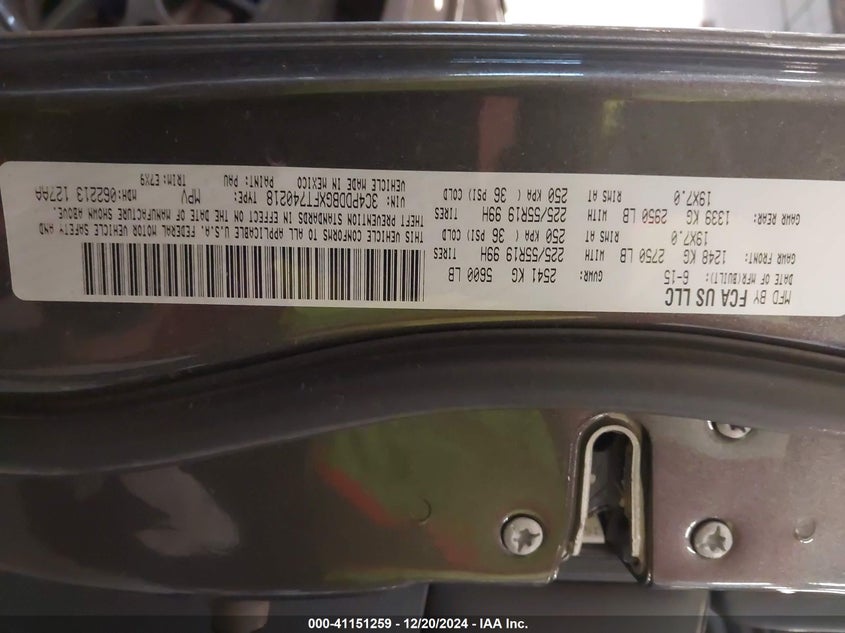 MFD BY FCA US LLC
DATE OF MFR(BUILT): 6-15 GVWR: 2541 KG 5600 LB
GAWR FRONT: 1248 KG 2750 LB WITH 225/55R19 99H TIRES
19X7.0 RIMS AT 250 KPA ( 36 PSI) COLD
GAWR REAR: 1339 KG 2950 LB WITH 225/55R19 99H TIRES
19X7.0 RIMS AT 250 KPA ( 36 PSI) COLD
THIS VEHICLE CONFORMS TO ALL APPLICABLE U.S.A. FEDERAL MOTOR VEHICLE SAFETY AND
THEFT PREVENTION STANDARDS IN EFFECT ON THE DATE OF MANUFACTURE SHOWN ABOVE.
VIN: 3C4PDDBGXFT740218 TYPE: MPV MDH: 062213 127AA
VEHICLE MADE IN MEXICO PAINT: PAU TRIM: E7X9
000-41151259 - 12/20/2024 - IAA Inc.